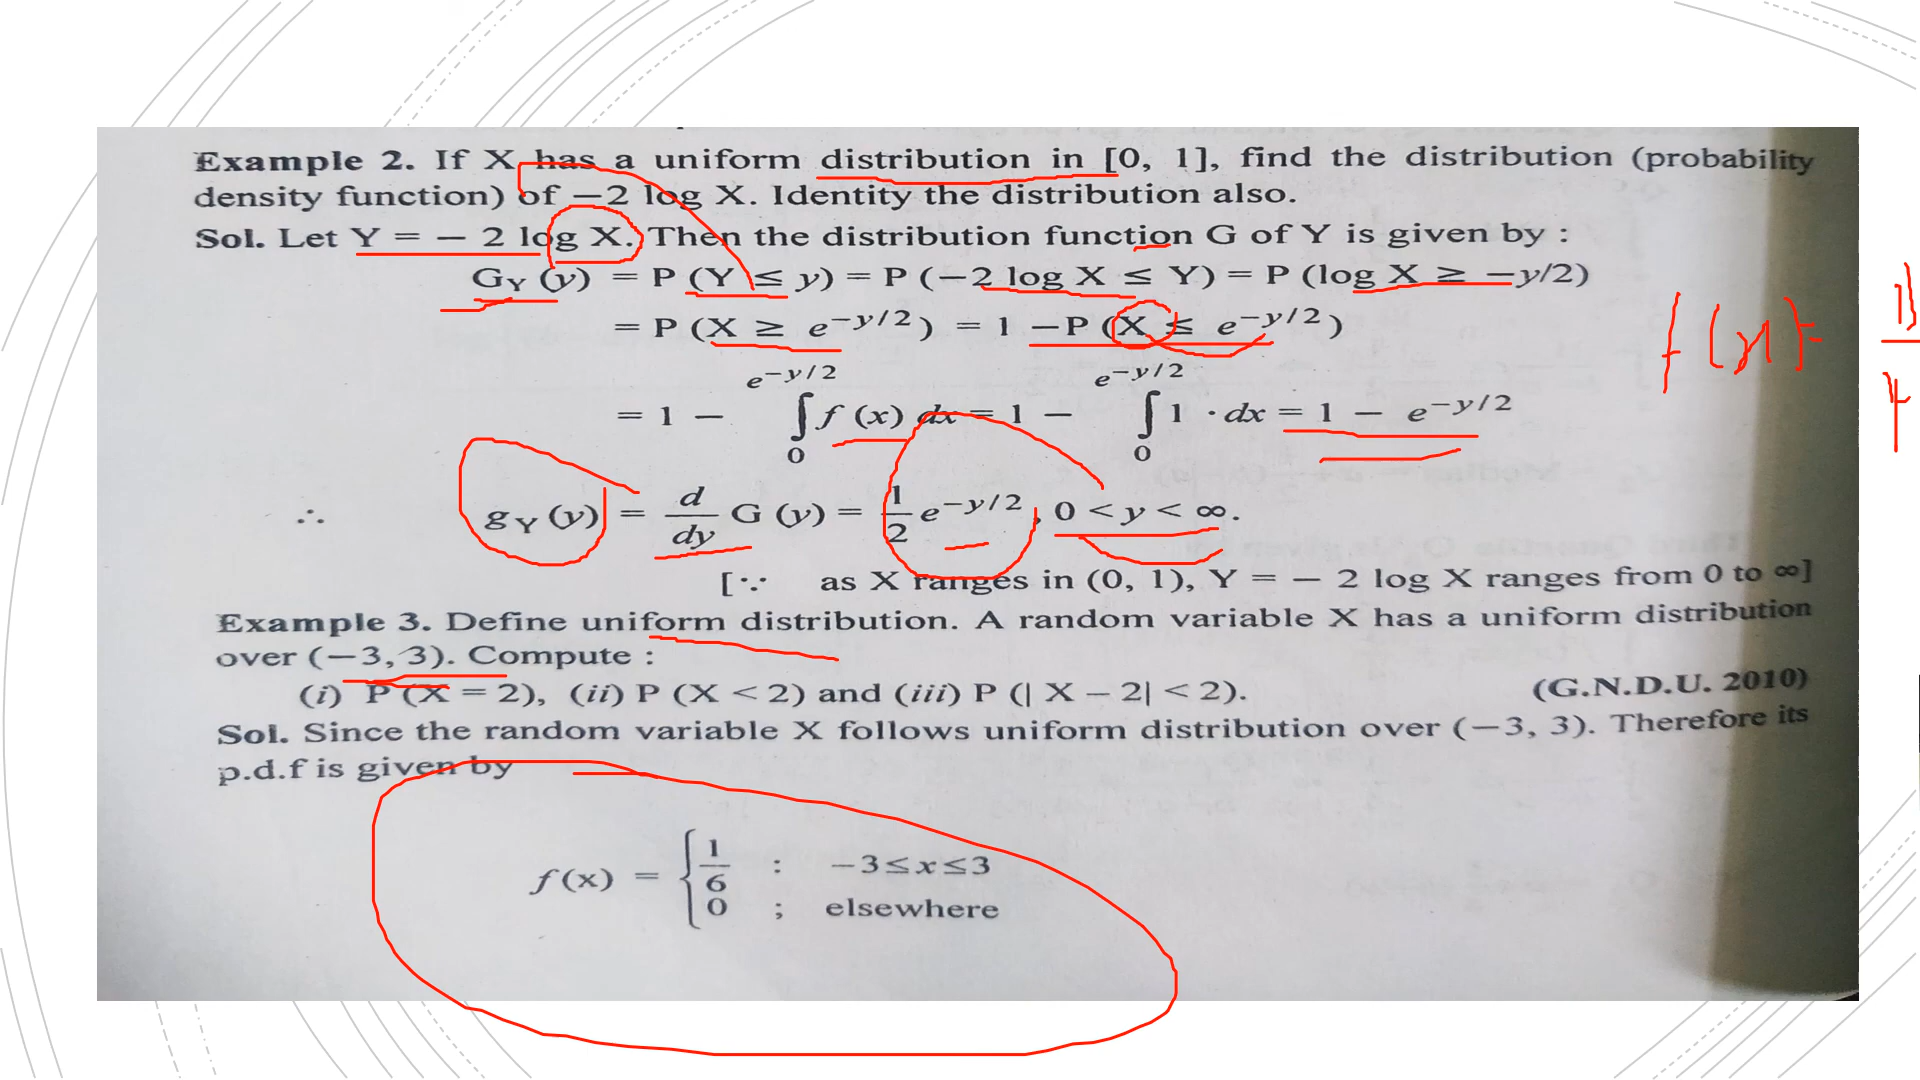 Example 2. If X has a uniform distribution in [0, 1], find the distribution (probability
density function) of −2 log X. Identity the distribution also.
Sol. Let Y = − 2 log X. Then the distribution function G of Y is given by :
G_Y (y) = P (Y ≤ y) = P (−2 log X ≤ Y) = P (log X ≥ −y/2)
= P (X ≥ e^{−y/2}) = 1 −P (X ≤ e^{−y/2})
= 1 − ∫_0^{e^{−y/2}} f (x) dx = 1 − ∫_0^{e^{−y/2}} 1 · dx = 1 − e^{−y/2}
∴ g_Y (y) = d/dy G (y) = 1/2 e^{−y/2}, 0 < y < ∞.
[∵ as X ranges in (0, 1), Y = − 2 log X ranges from 0 to ∞]
Example 3. Define uniform distribution. A random variable X has a uniform distribution
over (−3, 3). Compute :
(i) P (X = 2), (ii) P (X < 2) and (iii) P (| X − 2| < 2).
(G.N.D.U. 2010)
Sol. Since the random variable X follows uniform distribution over (−3, 3). Therefore its
p.d.f is given by
f (x) = { 1/6 : −3 ≤ x ≤ 3
0 ; elsewhere
f(x) =